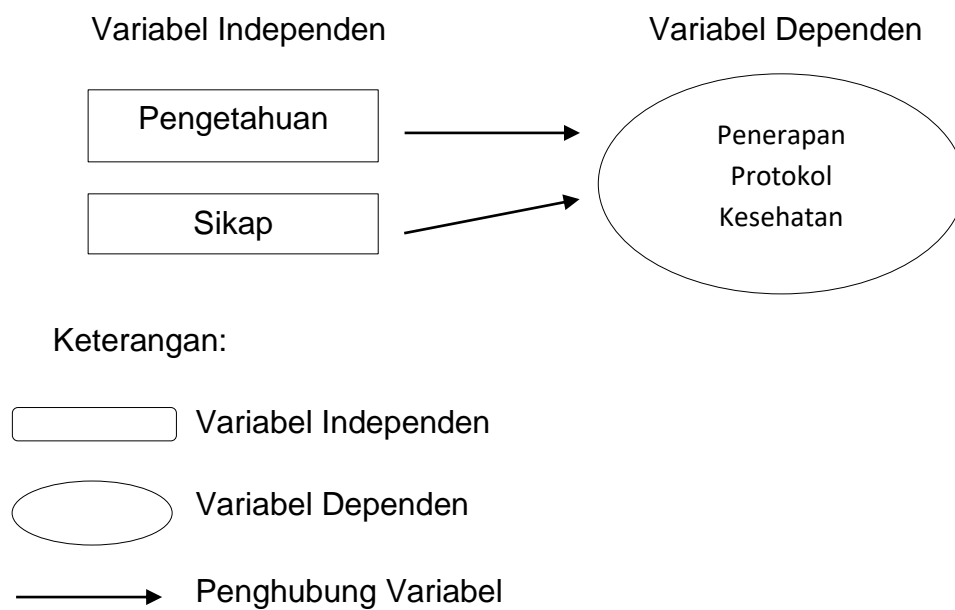 Variabel Independen
Variabel Dependen
Pengetahuan
Sikap
Penerapan
Protokol
Kesehatan
Keterangan:
Variabel Independen
Variabel Dependen
Penghubung Variabel